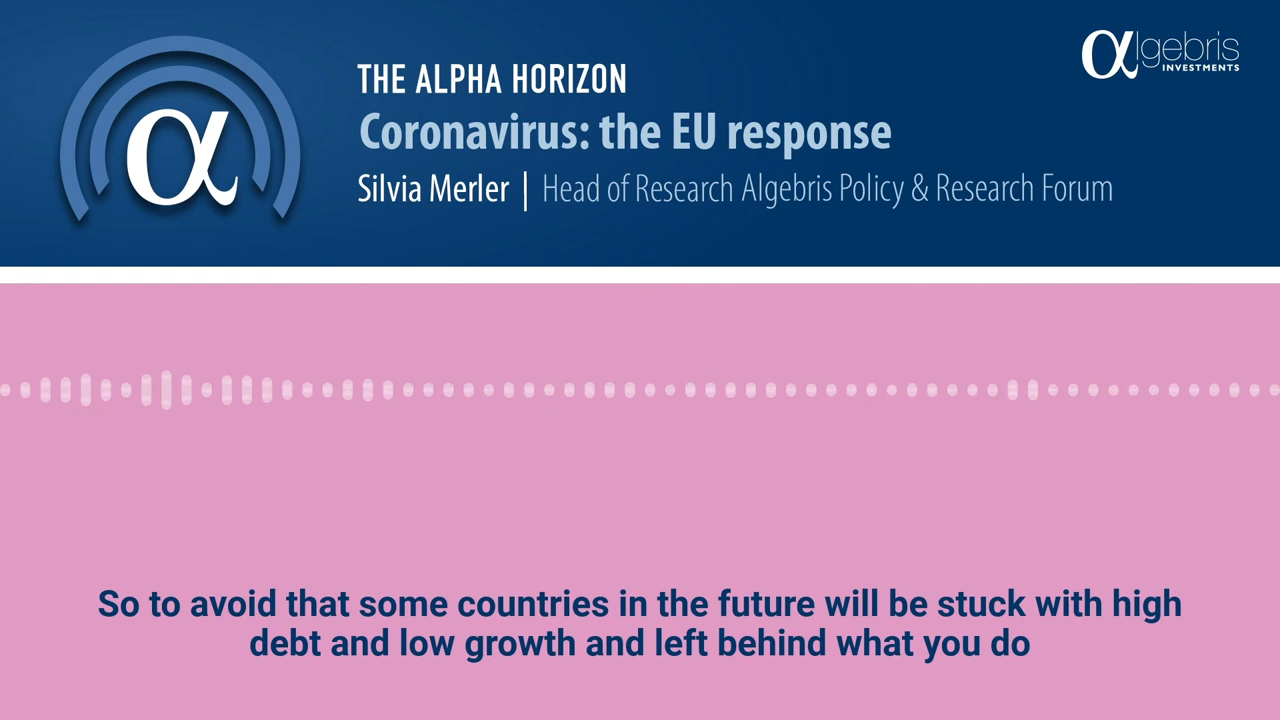 αlgebris
INVESTMENTS
THE ALPHA HORIZON
Coronavirus: the EU response
α
Silvia Merler | Head of Research Algebris Policy & Research Forum
So to avoid that some countries in the future will be stuck with high
debt and low growth and left behind what you do